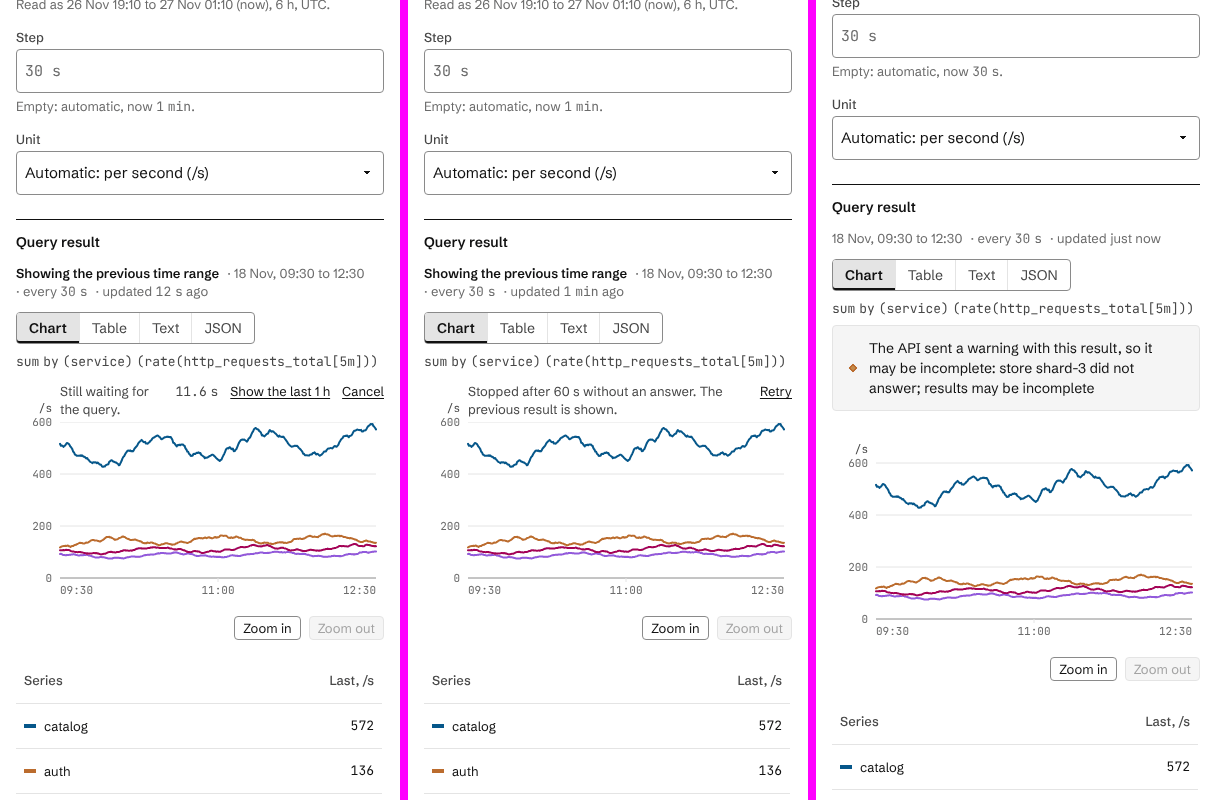 Read as 26 Nov 19:10 to 27 Nov 01:10 (now), 6 h, UTC.
Step
30 s
Empty: automatic, now 1 min.
Unit
Automatic: per second (/s)
Query result
Showing the previous time range · 18 Nov, 09:30 to 12:30
· every 30 s · updated 12 s ago
Chart Table Text JSON
sum by (service) (rate(http_requests_total[5m]))
Still waiting for the query. 11.6 s Show the last 1 h Cancel
/s
600
400
200
0
09:30 11:00 12:30
Zoom in Zoom out
Series Last, /s
catalog 572
auth 136
Read as 26 Nov 19:10 to 27 Nov 01:10 (now), 6 h, UTC.
Step
30 s
Empty: automatic, now 1 min.
Unit
Automatic: per second (/s)
Query result
Showing the previous time range · 18 Nov, 09:30 to 12:30
· every 30 s · updated 1 min ago
Chart Table Text JSON
sum by (service) (rate(http_requests_total[5m]))
Stopped after 60 s without an answer. The previous result is shown. Retry
/s
600
400
200
0
09:30 11:00 12:30
Zoom in Zoom out
Series Last, /s
catalog 572
auth 136
Step
30 s
Empty: automatic, now 30 s.
Unit
Automatic: per second (/s)
Query result
18 Nov, 09:30 to 12:30 · every 30 s · updated just now
Chart Table Text JSON
sum by (service) (rate(http_requests_total[5m]))
The API sent a warning with this result, so it
may be incomplete: store shard-3 did not
answer; results may be incomplete
/s
600
400
200
0
09:30 11:00 12:30
Zoom in Zoom out
Series Last, /s
catalog 572